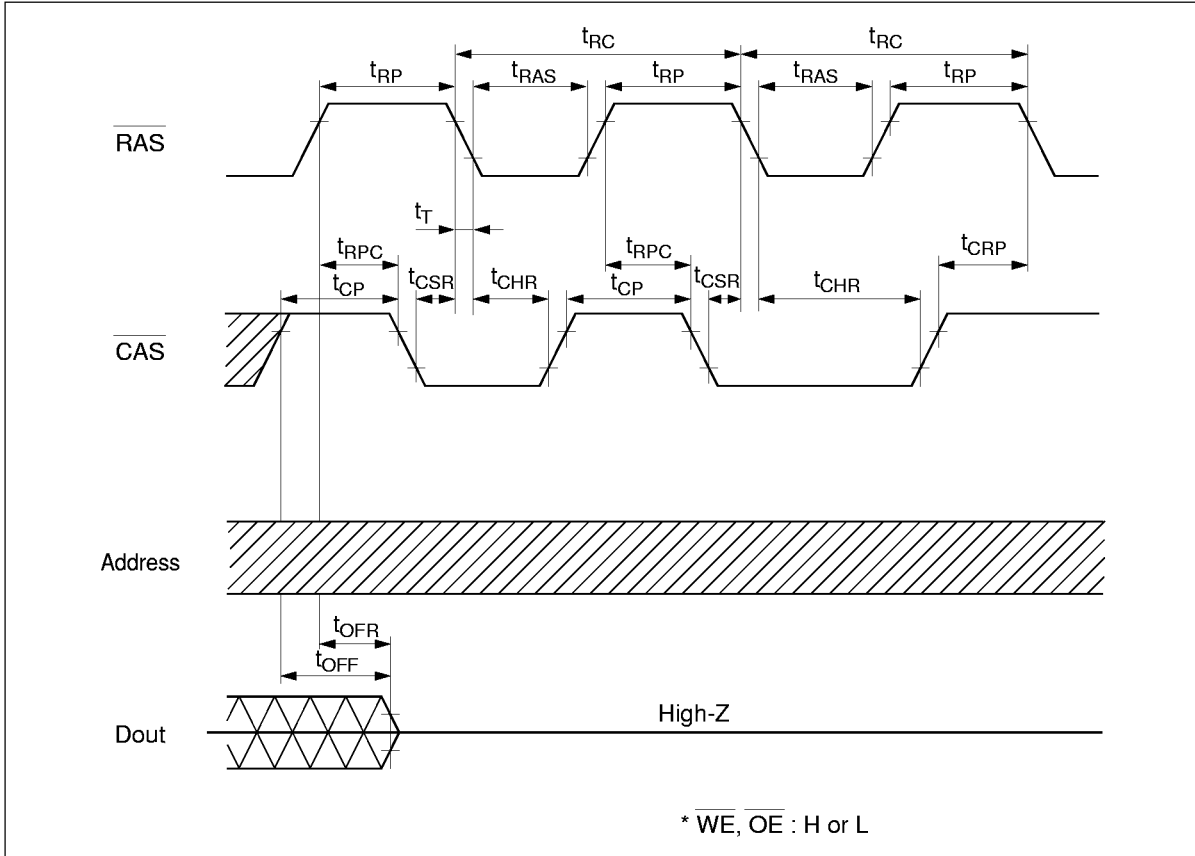 tRC tRC
tRP tRAS tRP tRAS tRP
RAS
tT
tRPC tRPC tCRP
tCP tCSR tCHR tCP tCSR tCHR
CAS
Address
tOFR
tOFF
High-Z
Dout
* WE, OE : H or L